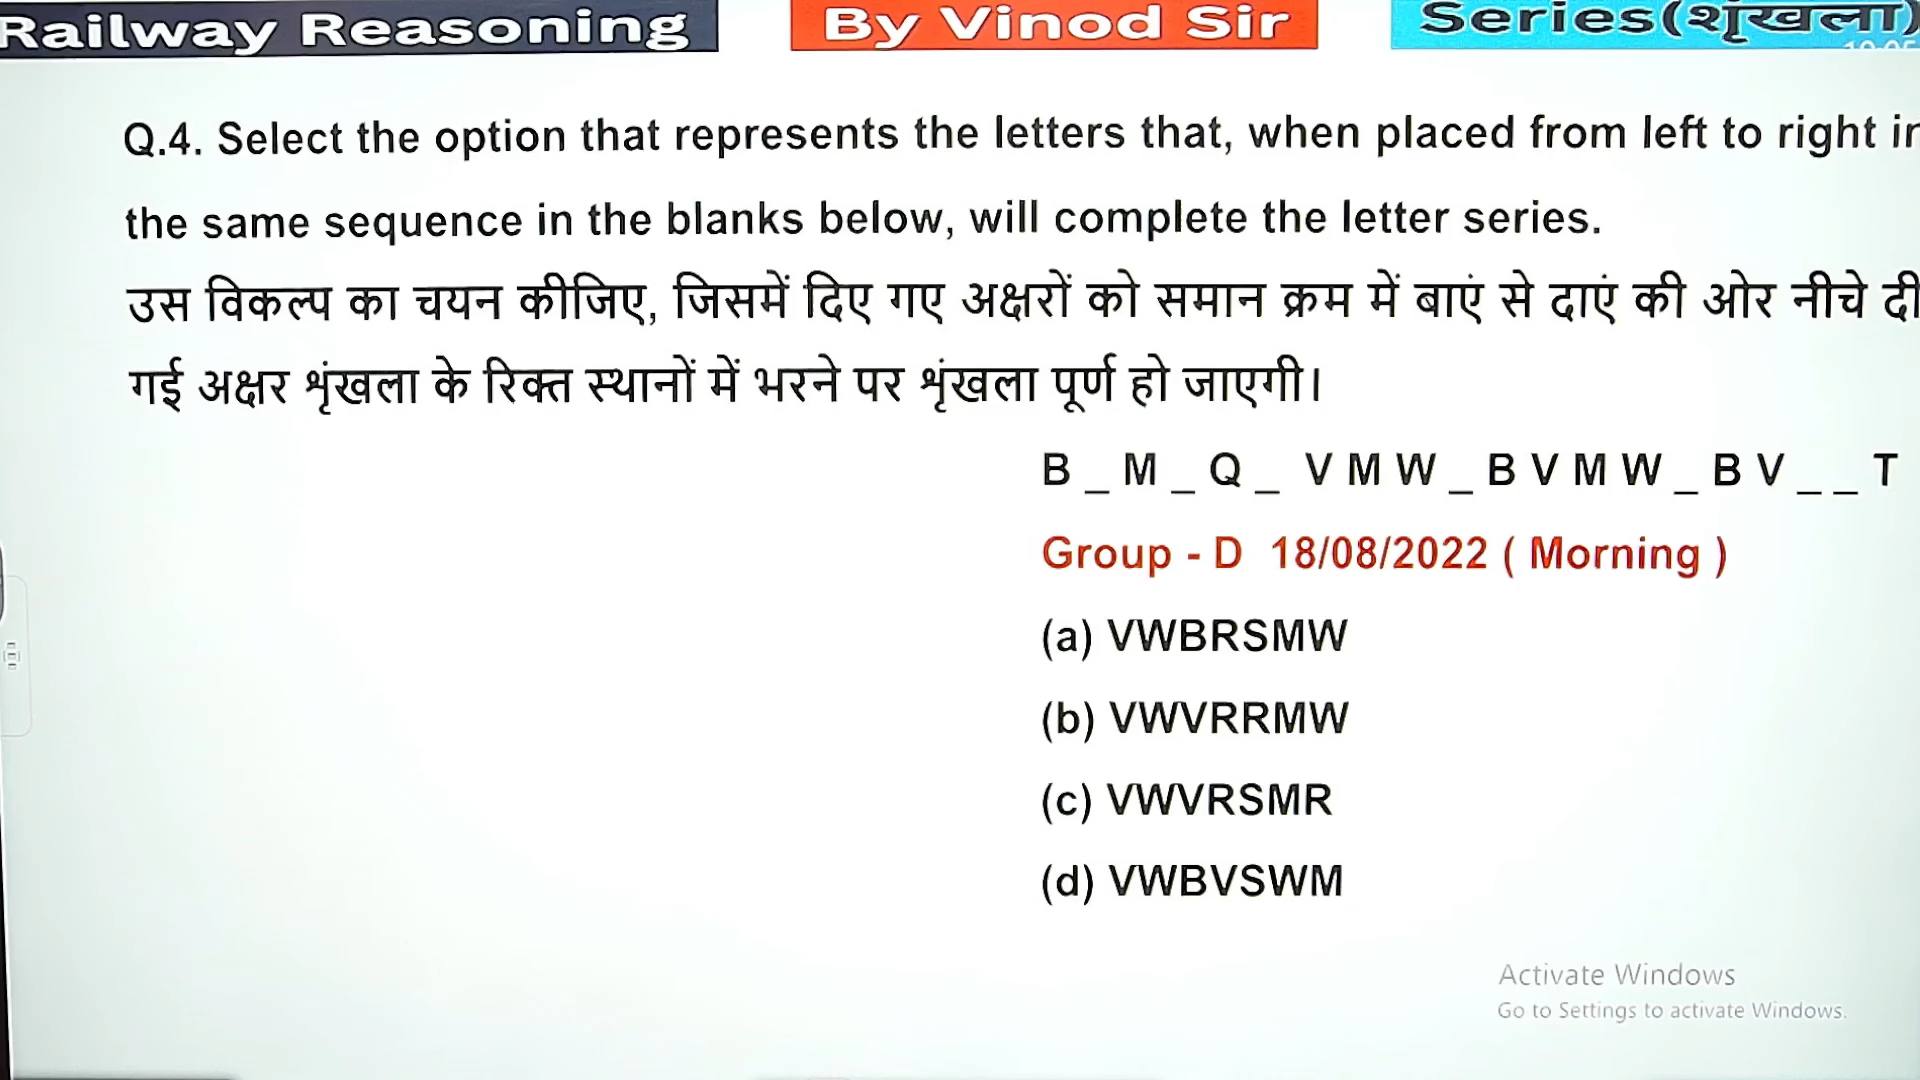 Railway Reasoning
By Vinod Sir
Series(शृंखला)
Q.4. Select the option that represents the letters that, when placed from left to right in
the same sequence in the blanks below, will complete the letter series.
उस विकल्प का चयन कीजिए, जिसमें दिए गए अक्षरों को समान क्रम में बाएं से दाएं की ओर नीचे दी
गई अक्षर शृंखला के रिक्त स्थानों में भरने पर शृंखला पूर्ण हो जाएगी।
B _ M _ Q _ V M W _ B V M W _ B V _ _ T
Group - D 18/08/2022 ( Morning )
(a) VWBRSMW
(b) VWVRRMW
(c) VWVRSMR
(d) VWBVSWM
Activate Windows
Go to Settings to activate Windows.